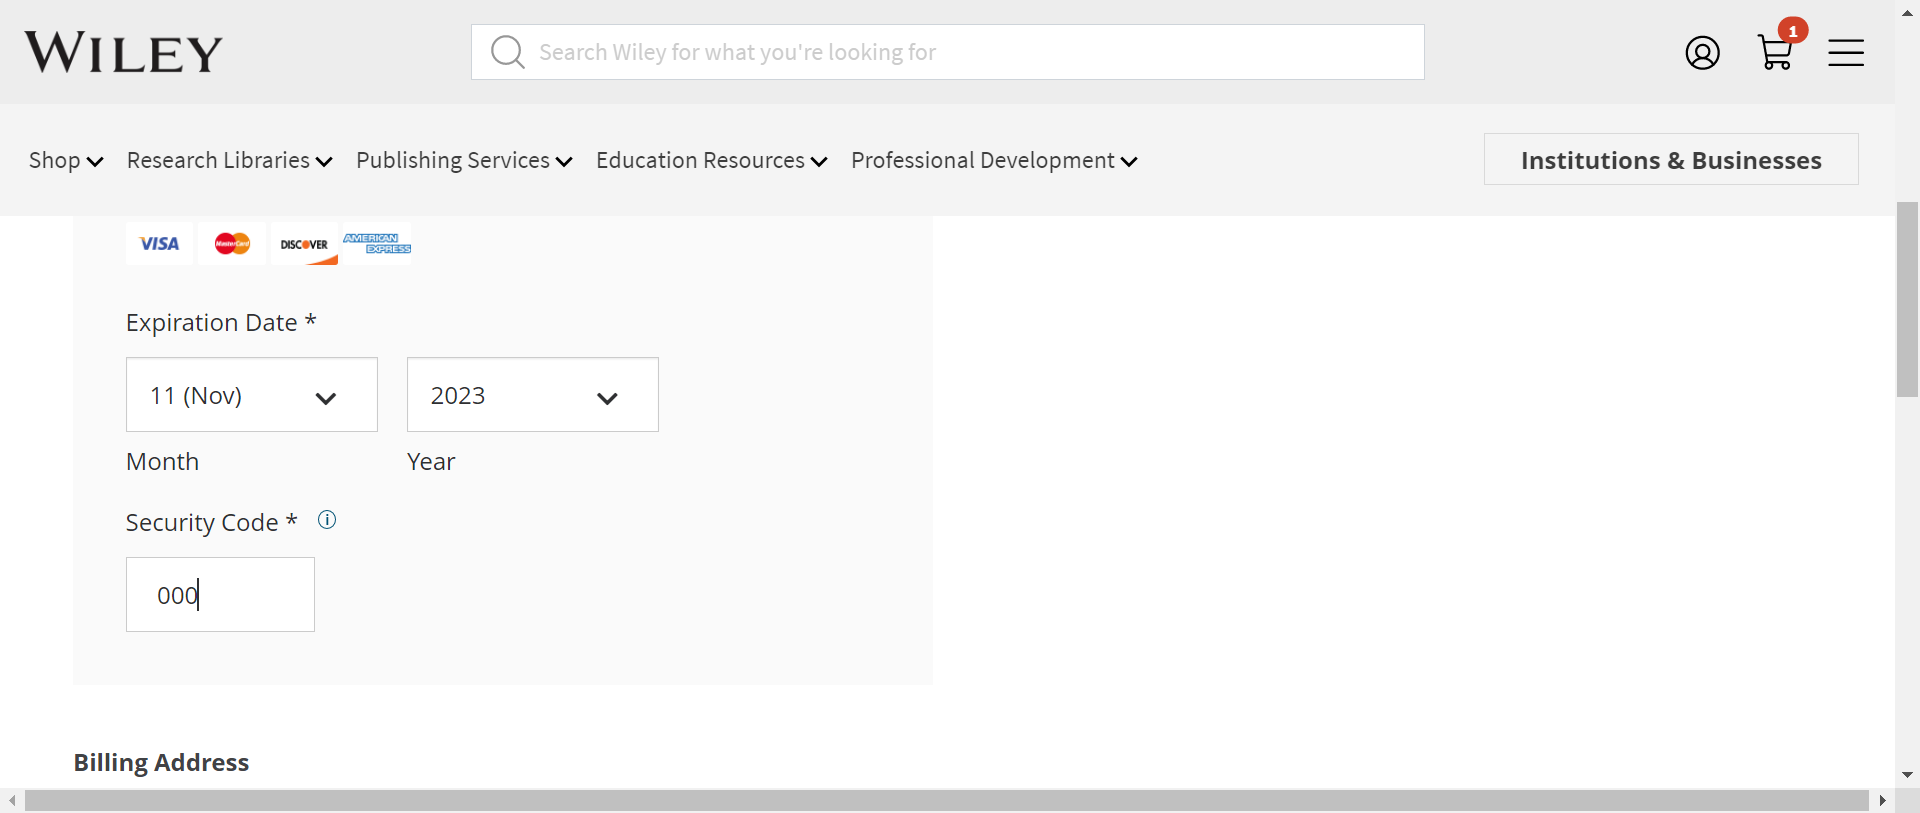 WILEY
Search Wiley for what you're looking for
1
Shop Research Libraries Publishing Services Education Resources Professional Development Institutions & Businesses
VISA MasterCard DISCOVER AMERICAN EXPRESS
Expiration Date *
11 (Nov) 2023
Month Year
Security Code * i
000
Billing Address